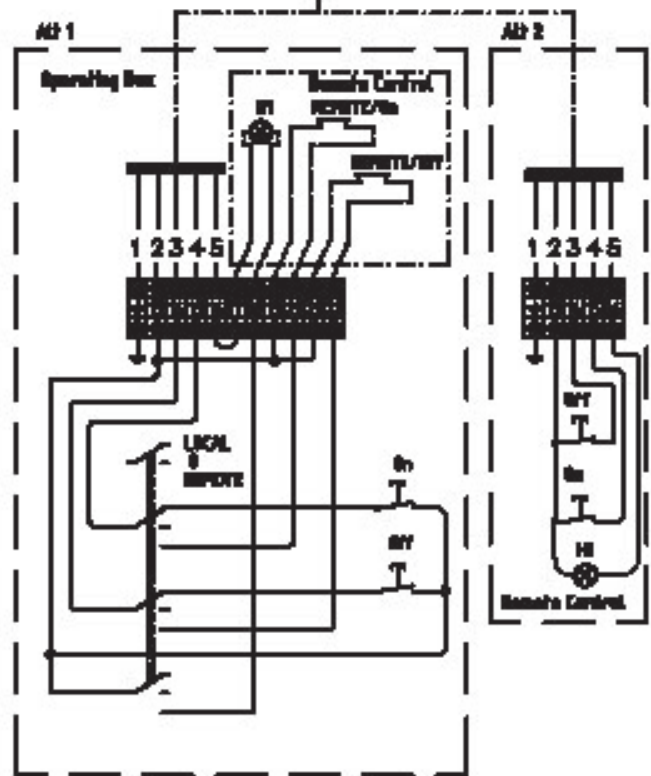 Alt 1
Alt 2
Operating Box
Remote Control
H1
REMOTE/On
REMOTE/Off
1 2 3 4 5
1 2 3 4 5
LOCAL
0
REMOTE
On
Off
Off
On
H1
Remote Control